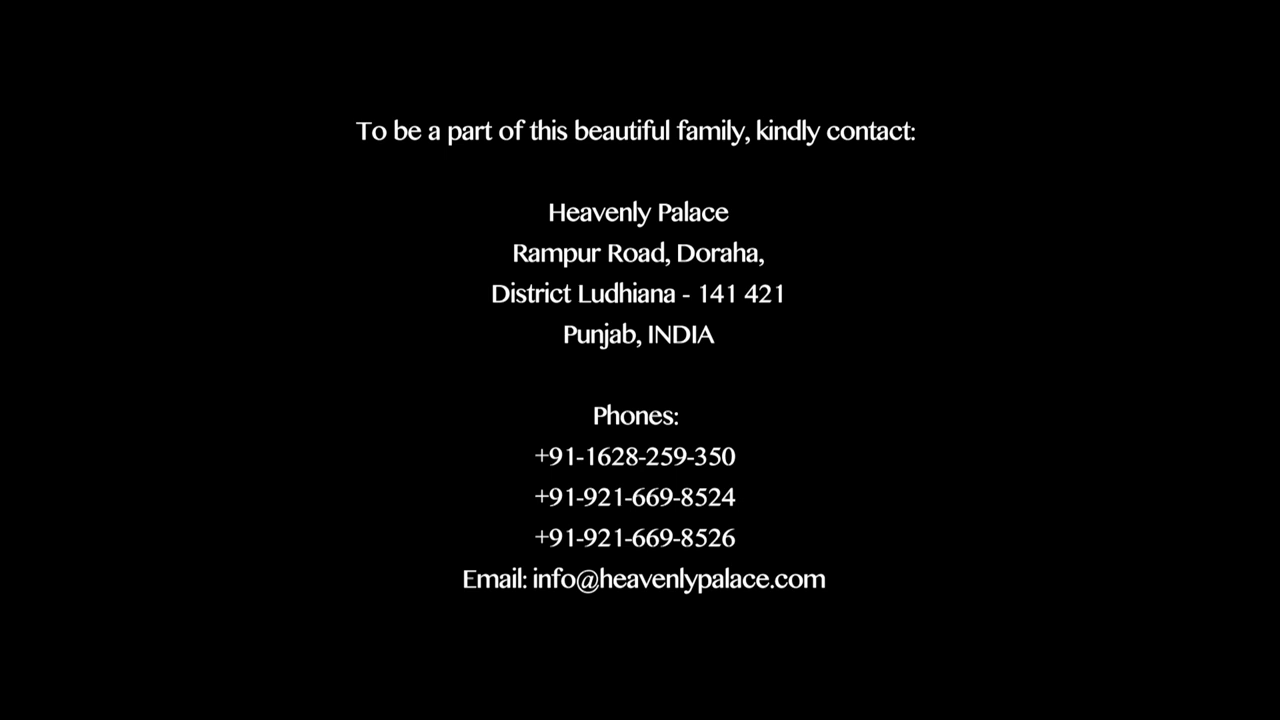 To be a part of this beautiful family, kindly contact:
Heavenly Palace
Rampur Road, Doraha,
District Ludhiana - 141 421
Punjab, INDIA
Phones:
+91-1628-259-350
+91-921-669-8524
+91-921-669-8526
Email: info@heavenlypalace.com